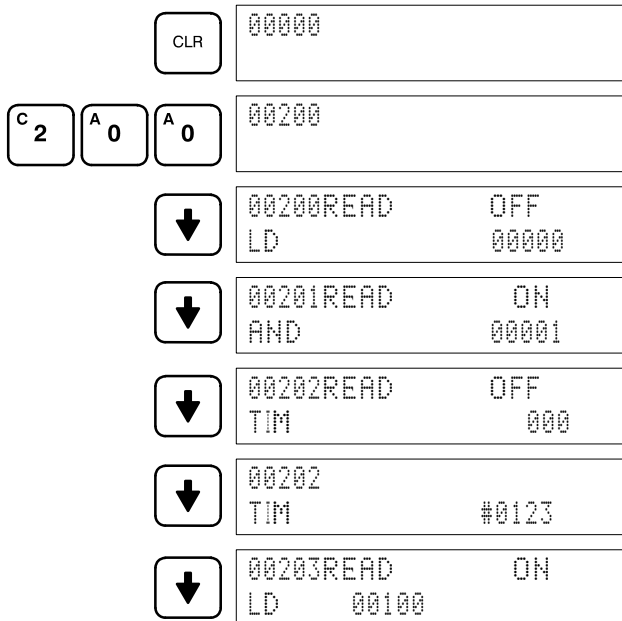 CLR
00000
C 2 A 0 A 0
00200
00200READ OFF
LD 00000
00201READ ON
AND 00001
00202READ OFF
TIM 000
00202
TIM #0123
00203READ ON
LD 00100